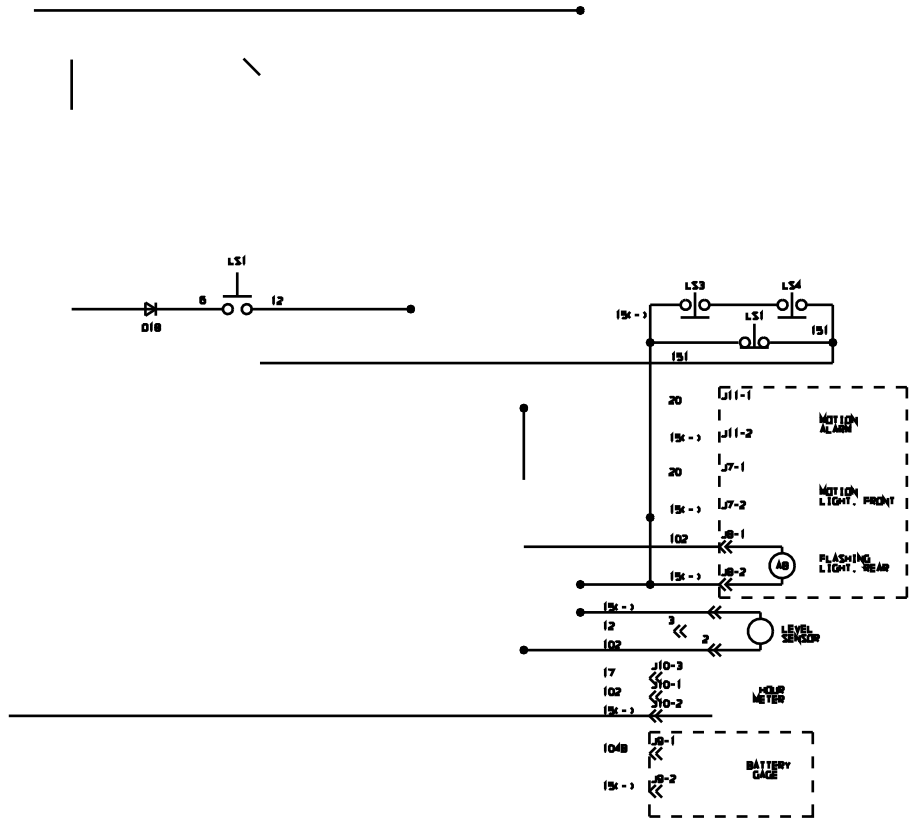 LS1
6
12
D18
LS3
LS4
15(-)
LS1
151
151
20
J11-1
MOTION
ALARM
15(-)
J11-2
20
J7-1
MOTION
LIGHT, FRONT
15(-)
J7-2
102
J8-1
FLASHING
LIGHT, REAR
A8
15(-)
J8-2
15(-)
12
3
LEVEL
SENSOR
102
2
17
J10-3
102
J10-1
HOUR
METER
15(-)
J10-2
104B
J9-1
BATTERY
GAGE
15(-)
J9-2